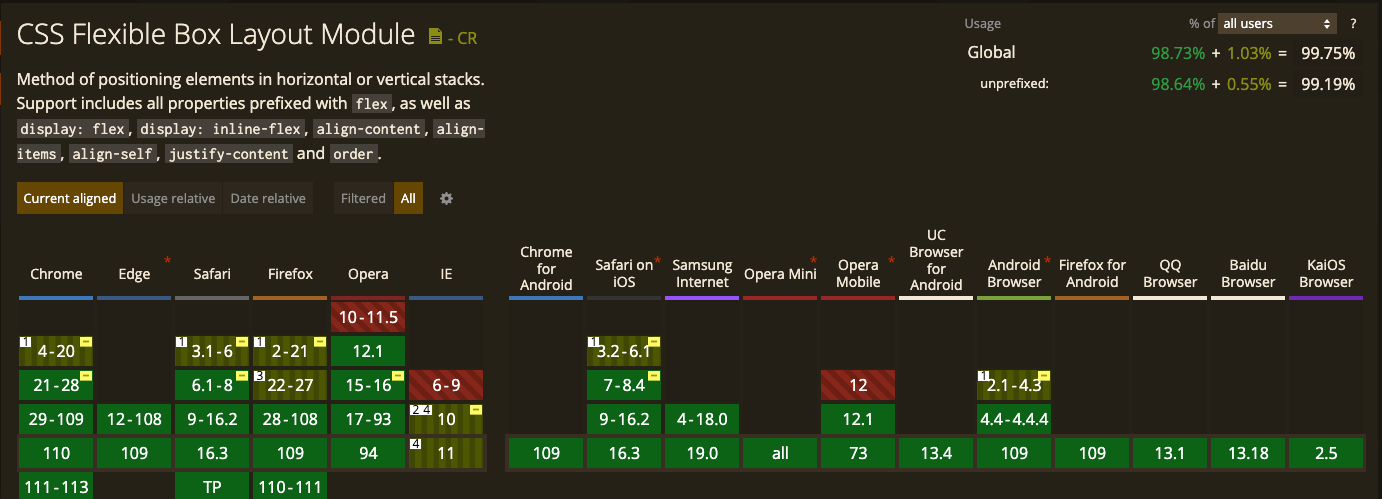 CSS Flexible Box Layout Module - CR
Usage % of all users ?
Global 98.73% + 1.03% = 99.75%
unprefixed: 98.64% + 0.55% = 99.19%
Method of positioning elements in horizontal or vertical stacks.
Support includes all properties prefixed with flex, as well as
display: flex, display: inline-flex, align-content, align-
items, align-self, justify-content and order.
Current aligned Usage relative Date relative Filtered All
Chrome Edge * Safari Firefox Opera IE
Chrome for Android
Safari on iOS *
Samsung Internet
Opera Mini *
Opera Mobile *
UC Browser for Android
Android Browser *
Firefox for Android
QQ Browser
Baidu Browser
KaiOS Browser
10-11.5
1 4-20 1 3.1-6 1 2-21 12.1 1 3.2-6.1
21-28 6.1-8 3 22-27 15-16 6-9 7-8.4 12 1 2.1-4.3
29-109 12-108 9-16.2 28-108 17-93 2 4 10 9-16.2 4-18.0 12.1 4.4-4.4.4
110 109 16.3 109 94 4 11 109 16.3 19.0 all 73 13.4 109 109 13.1 13.18 2.5
111-113 TP 110-111